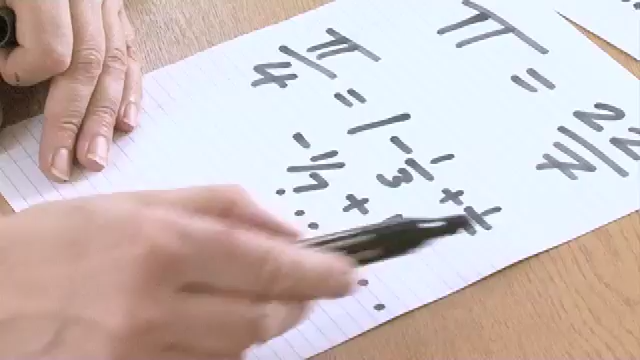 π = 22/7
π/4 = 1 - 1/3 +
- 1/7 +